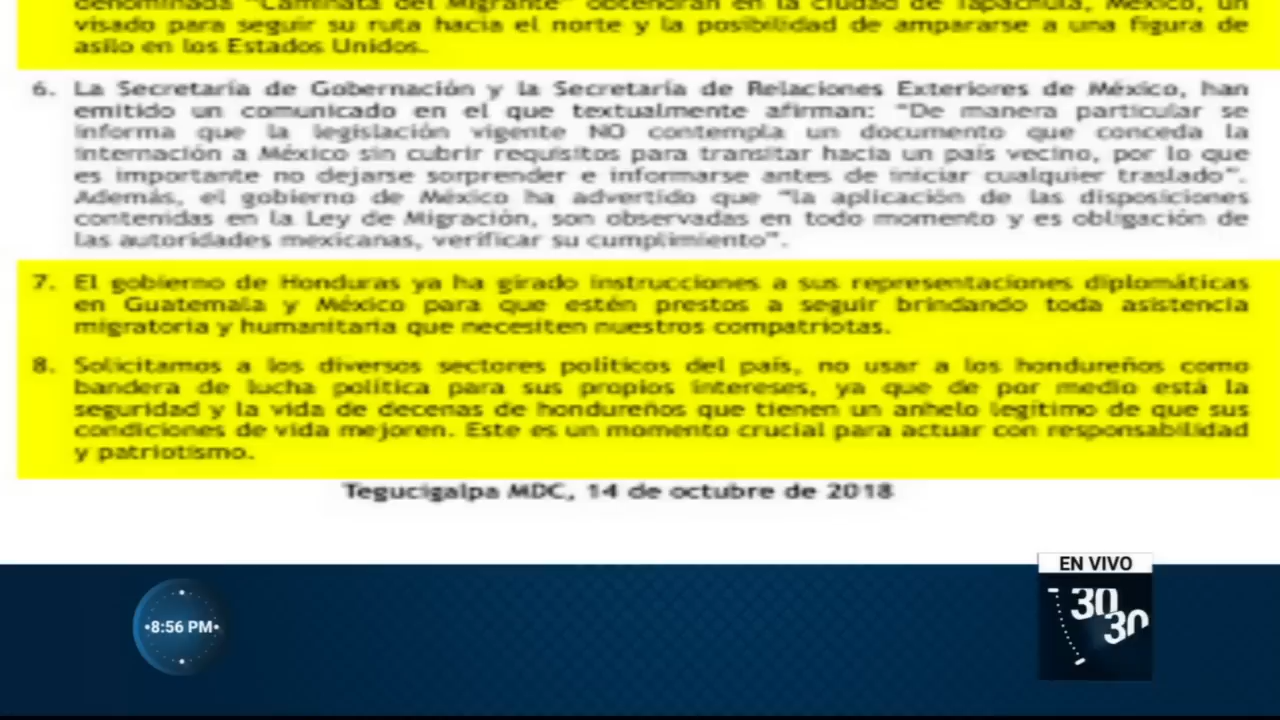 denominada "Caminata del Migrante" obtendrán en la ciudad de Tapachula, México, un
visado para seguir su ruta hacia el norte y la posibilidad de ampararse a una figura de
asilo en los Estados Unidos.
6. La Secretaría de Gobernación y la Secretaría de Relaciones Exteriores de México, han
emitido un comunicado en el que textualmente afirman: "De manera particular se
informa que la legislación vigente NO contempla un documento que conceda la
internación a México sin cubrir requisitos para transitar hacia un país vecino, por lo que
es importante no dejarse sorprender e informarse antes de iniciar cualquier traslado".
Además, el gobierno de México ha advertido que "la aplicación de las disposiciones
contenidas en la Ley de Migración, son observadas en todo momento y es obligación de
las autoridades mexicanas, verificar su cumplimiento".
7. El gobierno de Honduras ya ha girado instrucciones a sus representaciones diplomáticas
en Guatemala y México para que estén prestos a seguir brindando toda asistencia
migratoria y humanitaria que necesiten nuestros compatriotas.
8. Solicitamos a los diversos sectores políticos del país, no usar a los hondureños como
bandera de lucha política para sus propios intereses, ya que de por medio está la
seguridad y la vida de decenas de hondureños que tienen un anhelo legítimo de que sus
condiciones de vida mejoren. Este es un momento crucial para actuar con responsabilidad
y patriotismo.
Tegucigalpa MDC, 14 de octubre de 2018
EN VIVO
8:56 PM
30
30